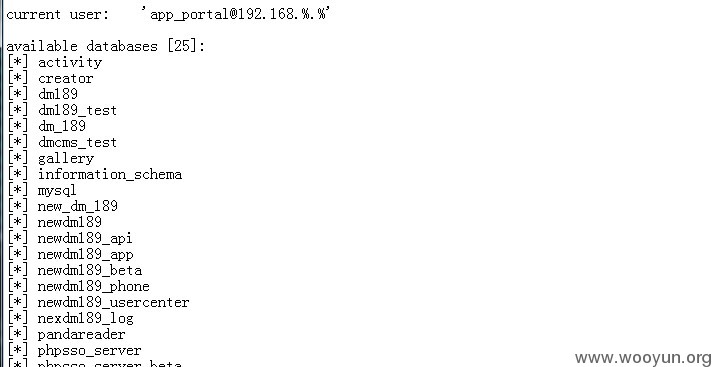 current user:    'app_portal@192.168.%.%'
available databases [25]:
[*] activity
[*] creator
[*] dm189
[*] dm189_test
[*] dm_189
[*] dmcms_test
[*] gallery
[*] information_schema
[*] mysql
[*] new_dm_189
[*] newdm189
[*] newdm189_api
[*] newdm189_app
[*] newdm189_beta
[*] newdm189_phone
[*] newdm189_usercenter
[*] nexdm189_log
[*] pandareader
[*] phpsso_server
[*] phpsso_server_beta
www.wooyun.org